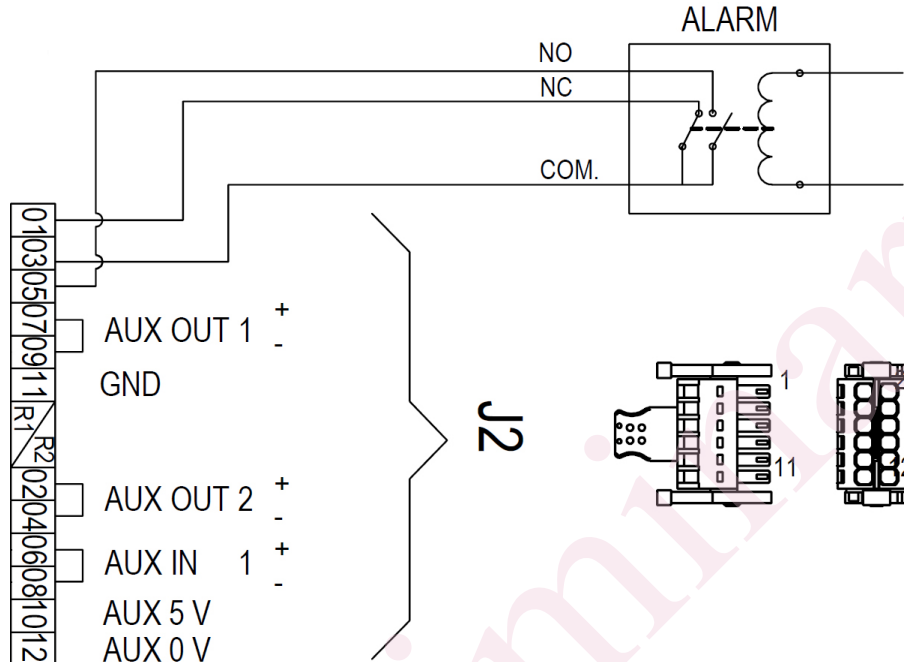 ALARM
NO
NC
COM.
01
03
05
07
09
11
R1
R2
02
04
06
08
10
12
AUX OUT 1 + -
GND
AUX OUT 2 + -
AUX IN 1 + -
AUX 5 V
AUX 0 V
J2
1
11